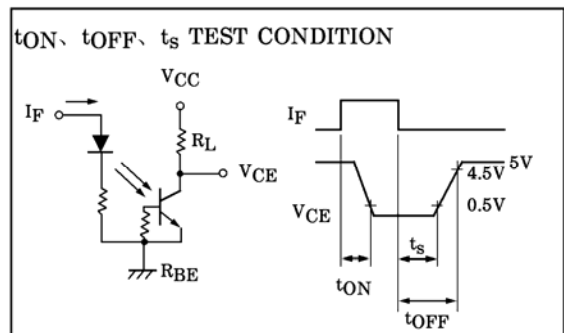 tON、tOFF、ts TEST CONDITION
VCC
IF
RL
VCE
RBE
IF
5V
4.5V
VCE
0.5V
ts
tON
tOFF